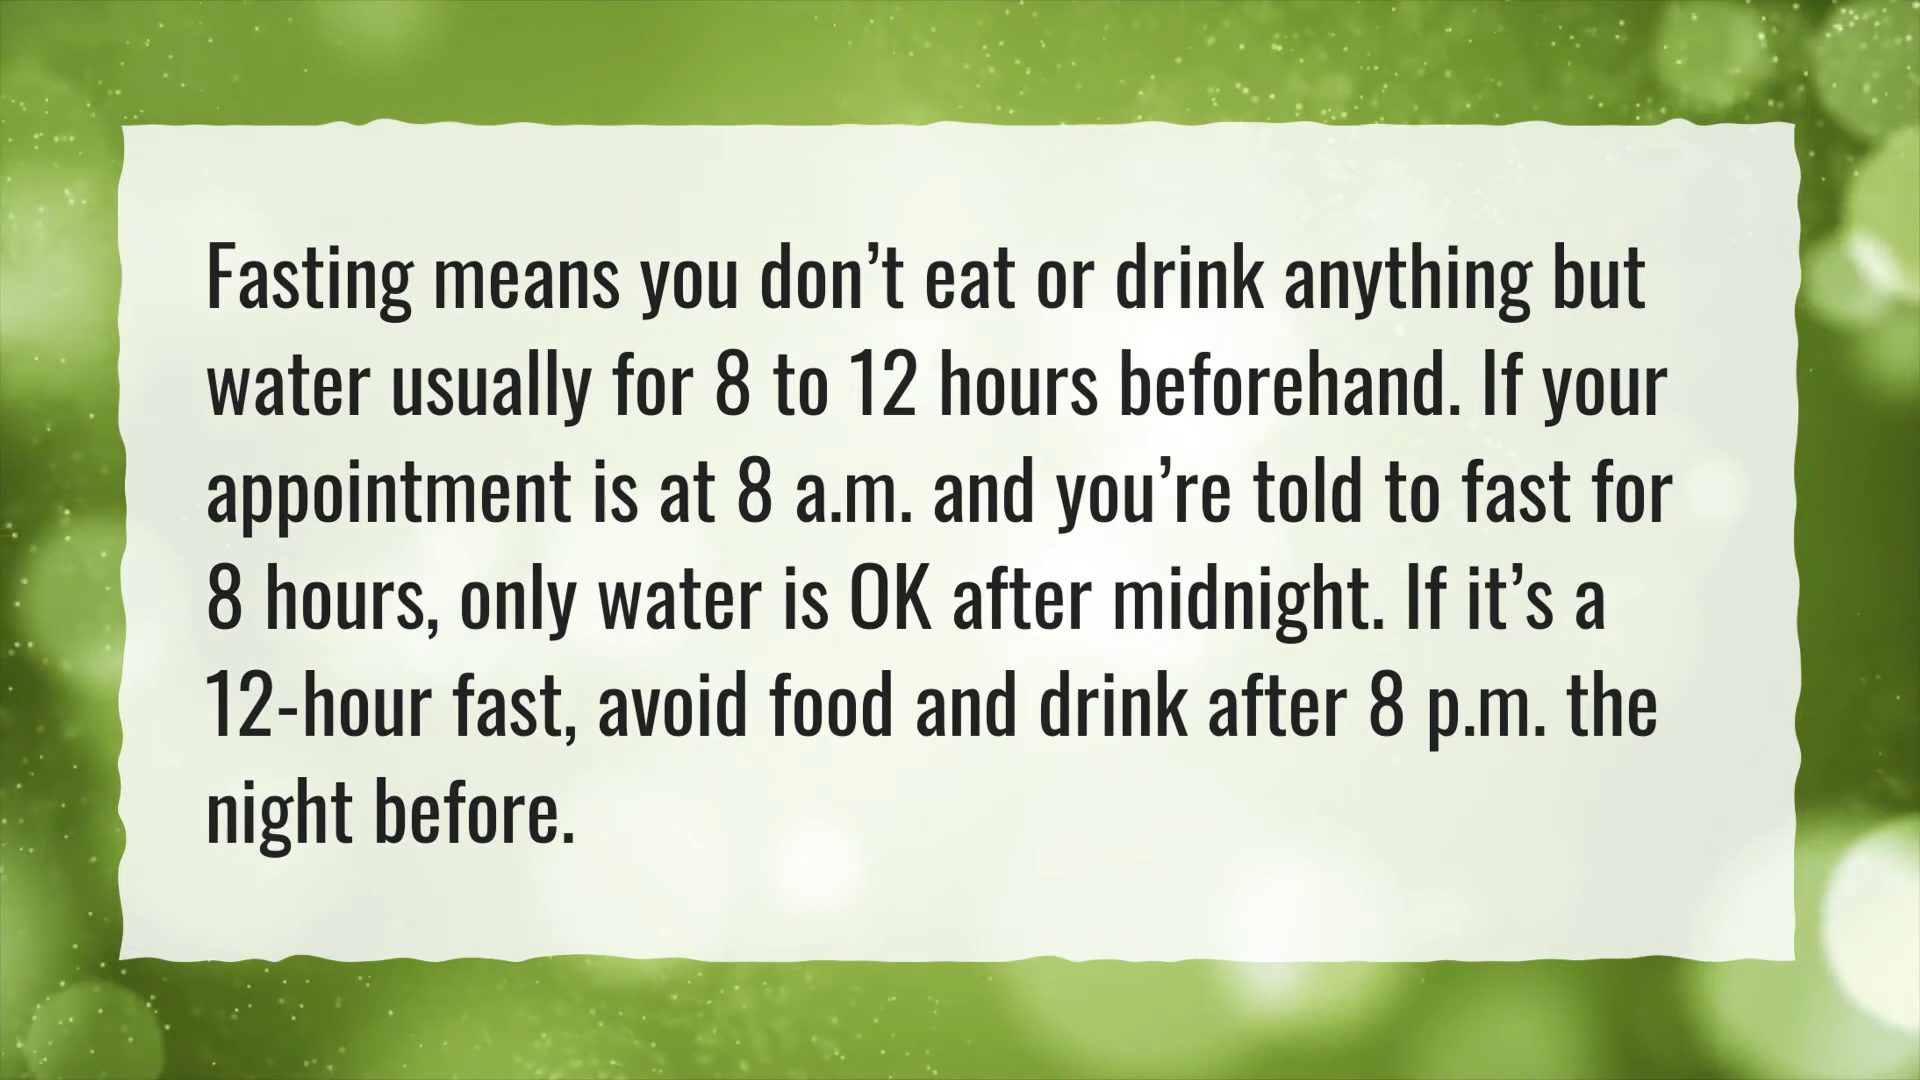 Fasting means you don’t eat or drink anything but
water usually for 8 to 12 hours beforehand. If your
appointment is at 8 a.m. and you’re told to fast for
8 hours, only water is OK after midnight. If it’s a
12-hour fast, avoid food and drink after 8 p.m. the
night before.